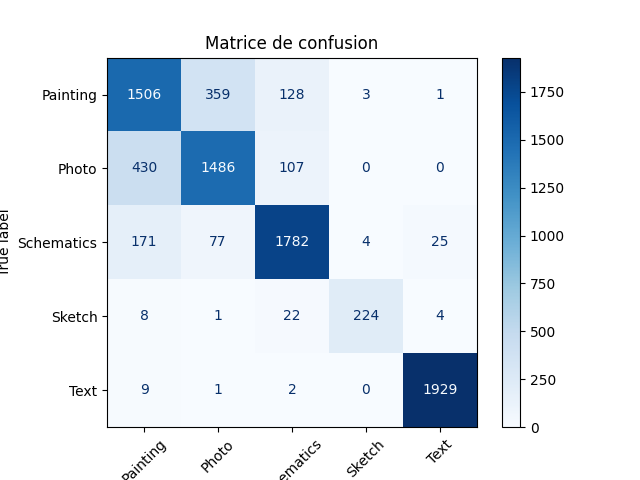 Matrice de confusion
Painting 1506 359 128 3 1
Photo 430 1486 107 0 0
Schematics 171 77 1782 4 25
Sketch 8 1 22 224 4
Text 9 1 2 0 1929
True label
Painting Photo ematics Sketch Text
1750
1500
1250
1000
750
500
250
0